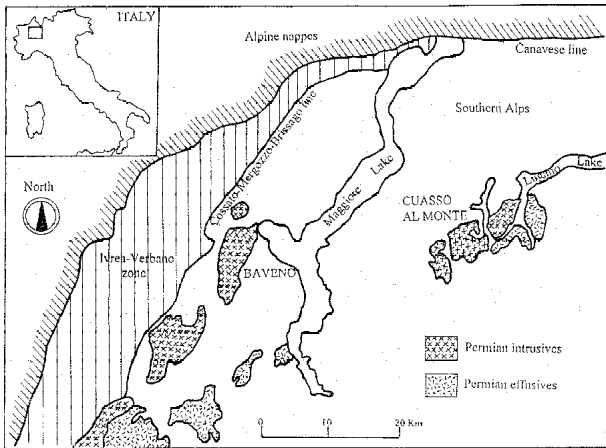 ITALY
Alpine nappes
Canavese line
Southern Alps
Cossato-Mergozzo-Brissago line
North
Maggiore Lake
Lugano Lake
CUASSO
AL MONTE
Ivrea-Verbano
zone
BAVENO
Permian intrusives
Permian effusives
0 10 20 Km